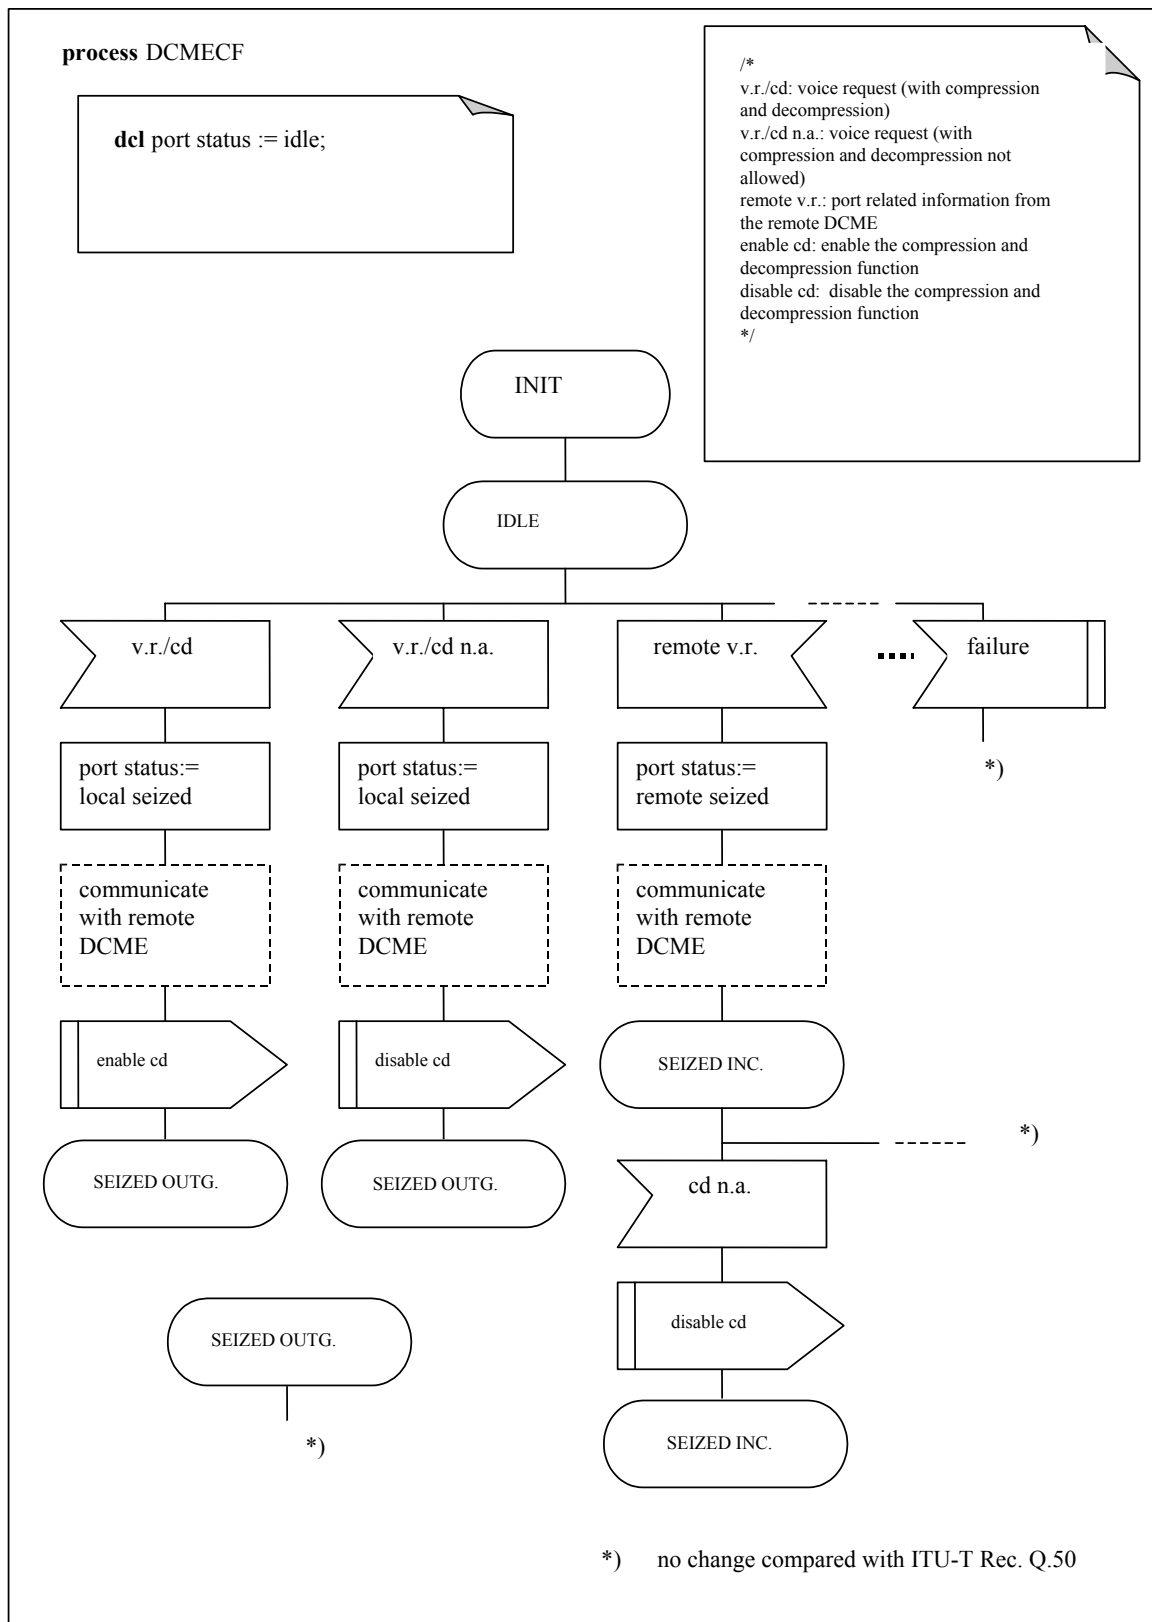 process DCMECF
dcl port status := idle;
/*
v.r./cd: voice request (with compression
and decompression)
v.r./cd n.a.: voice request (with
compression and decompression not
allowed)
remote v.r.: port related information from
the remote DCME
enable cd: enable the compression and
decompression function
disable cd: disable the compression and
decompression function
*/
INIT
IDLE
v.r./cd
v.r./cd n.a.
remote v.r.
failure
port status:=
local seized
port status:=
local seized
port status:=
remote seized
*)
communicate
with remote
DCME
communicate
with remote
DCME
communicate
with remote
DCME
enable cd
disable cd
SEIZED INC.
*)
SEIZED OUTG.
SEIZED OUTG.
cd n.a.
disable cd
SEIZED OUTG.
*)
SEIZED INC.
*) no change compared with ITU-T Rec. Q.50